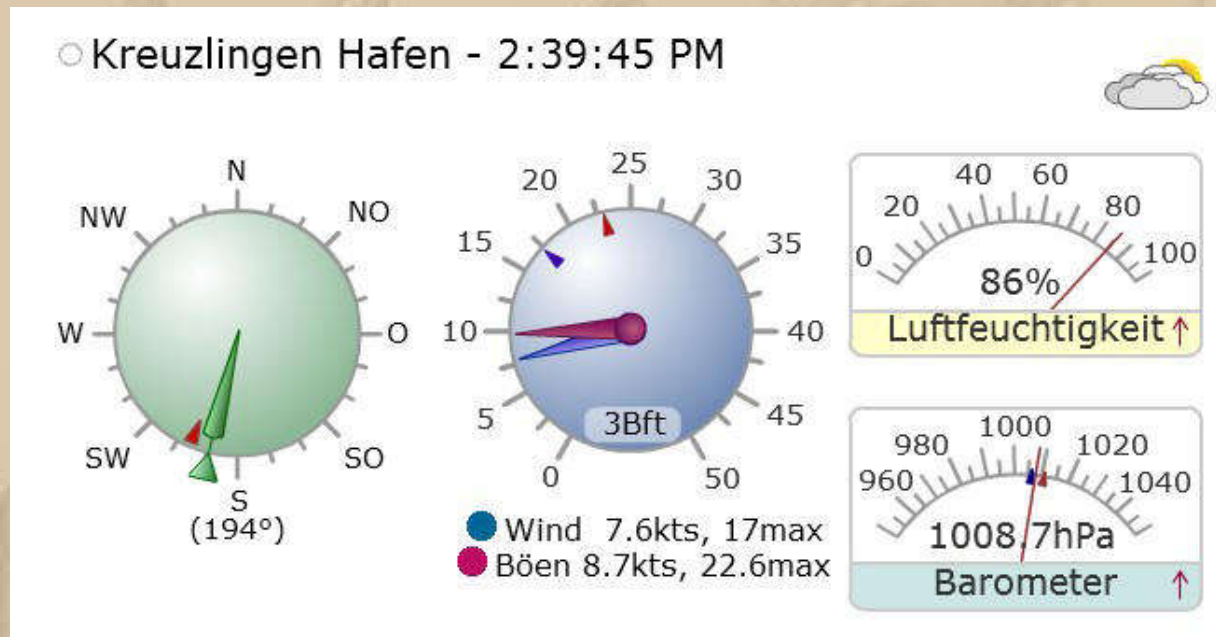 Kreuzlingen Hafen - 2:39:45 PM
N
NO
O
SO
S
SW
W
NW
(194°)
0
5
10
15
20
25
30
35
40
45
50
3Bft
Wind 7.6kts, 17max
Böen 8.7kts, 22.6max
0
20
40
60
80
100
86%
Luftfeuchtigkeit ↑
960
980
1000
1020
1040
1008.7hPa
Barometer ↑